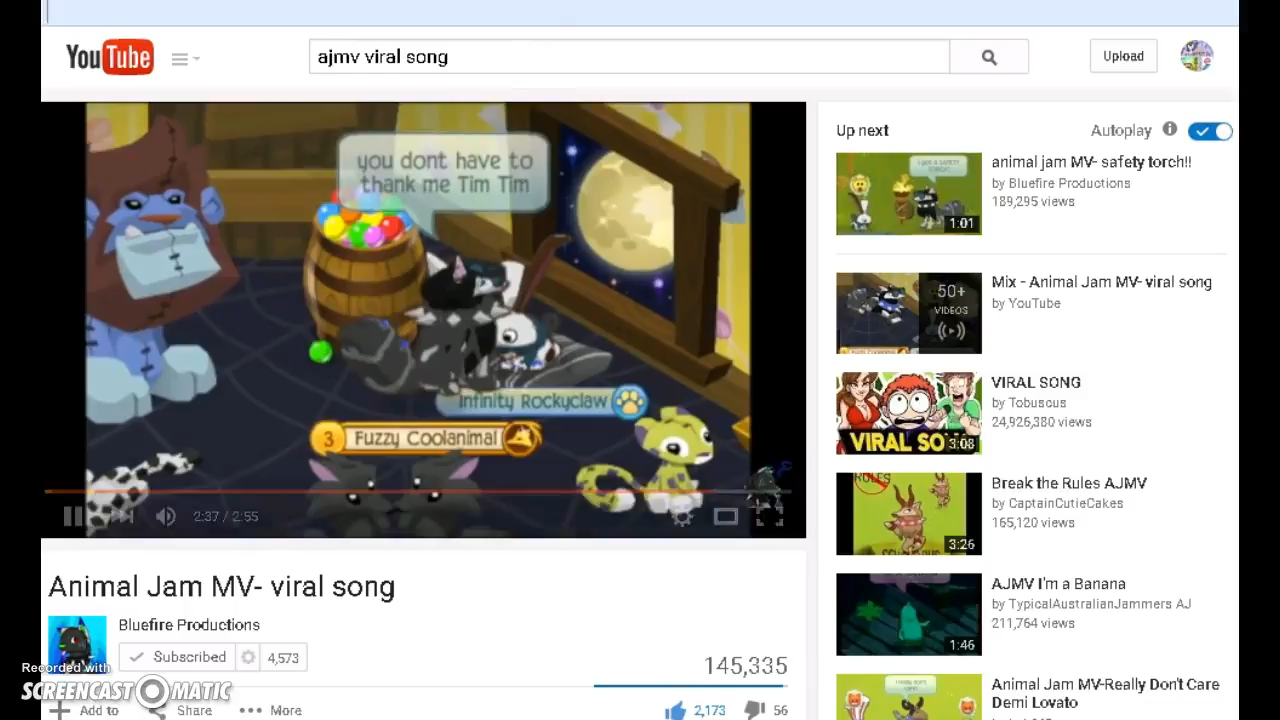 YouTube
ajmv viral song
Upload
you dont have to
thank me Tim Tim
Infinity Rockyclaw
3 Fuzzy Coolanimal
2:37 / 2:55
Animal Jam MV- viral song
Bluefire Productions
Subscribed 4,573
145,335
Add to Share More
2,173 56
Recorded with
SCREENCAST-O-MATIC
Up next
Autoplay
animal jam MV- safety torch!!
by Bluefire Productions
189,295 views
1:01
Mix - Animal Jam MV- viral song
by YouTube
50+
VIDEOS
VIRAL SONG
by Tobuscus
24,926,380 views
VIRAL SO
3:08
Break the Rules AJMV
by CaptainCutieCakes
165,120 views
RULES
3:26
AJMV I'm a Banana
by TypicalAustralianJammers AJ
211,764 views
1:46
Animal Jam MV-Really Don't Care
Demi Lovato